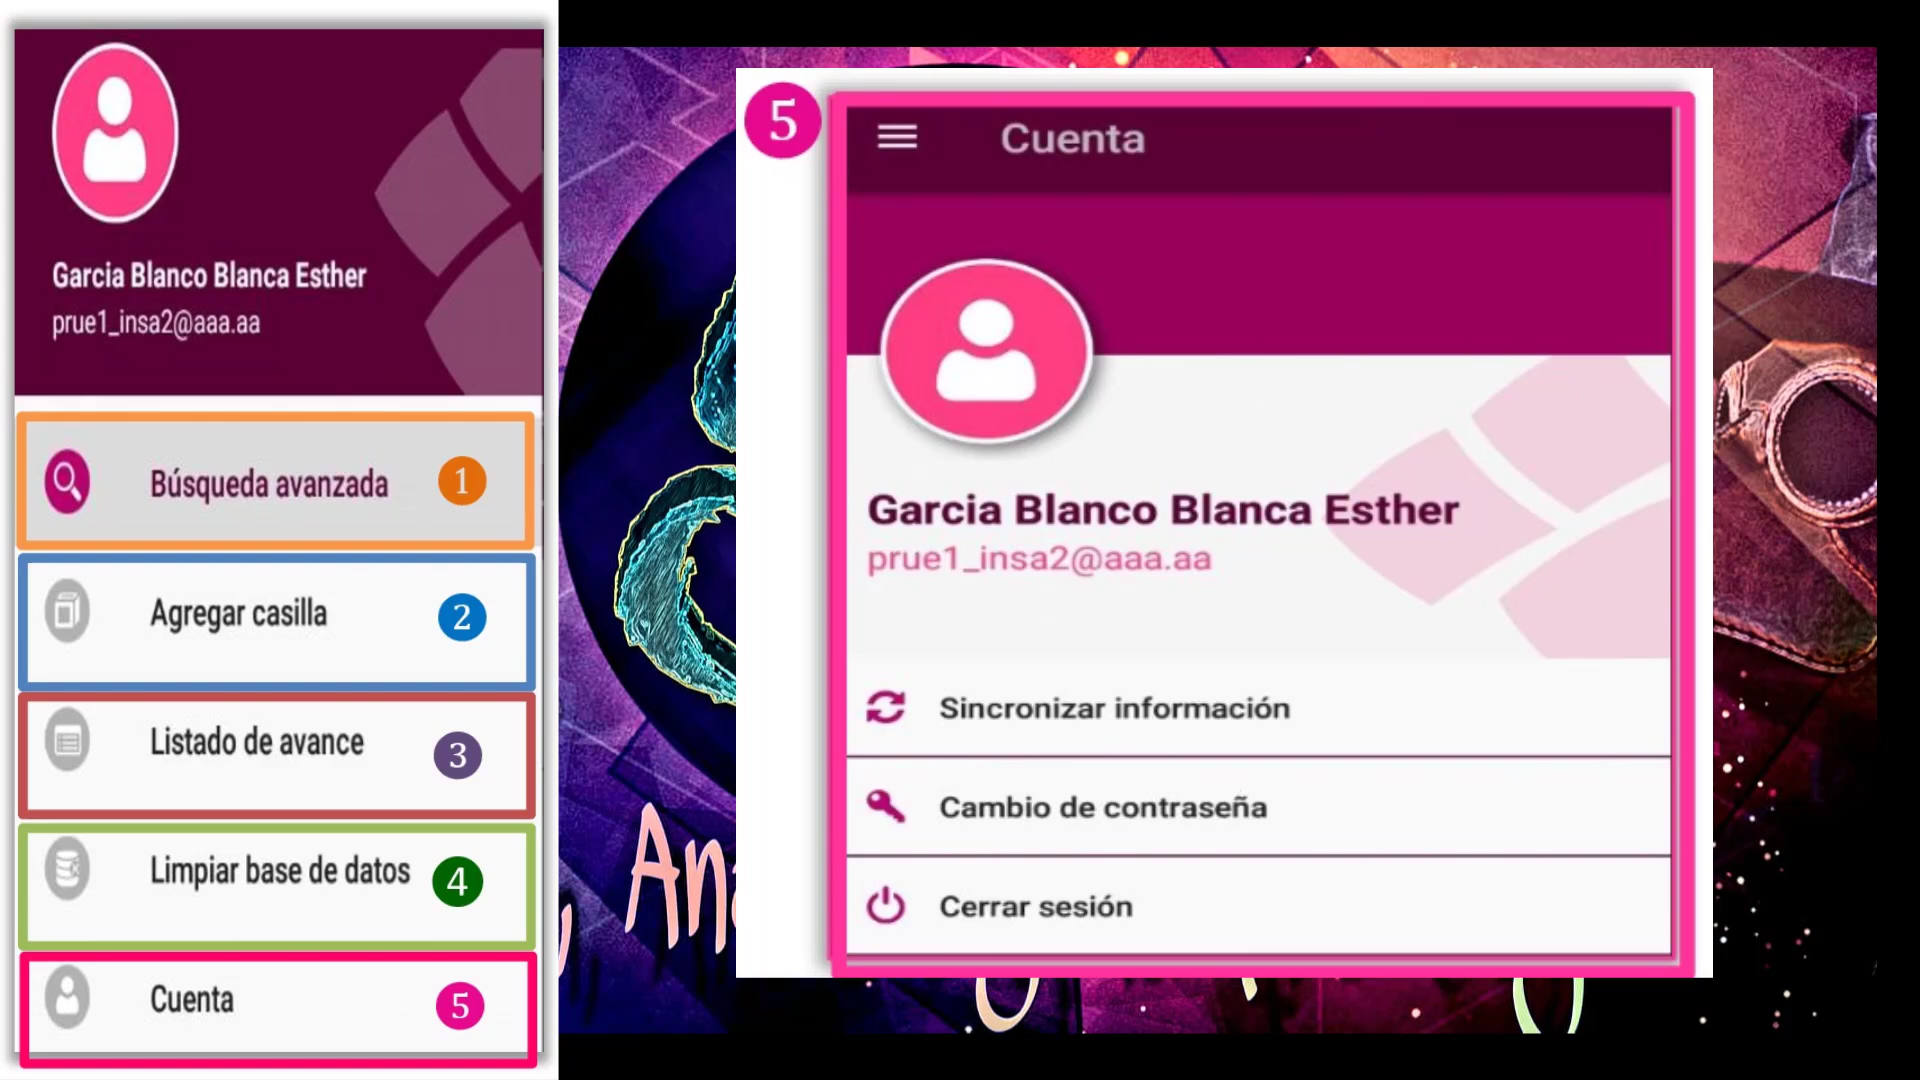 Garcia Blanco Blanca Esther
prue1_insa2@aaa.aa
Búsqueda avanzada 1
Agregar casilla 2
Listado de avance 3
Limpiar base de datos 4
Cuenta 5
5
Cuenta
Garcia Blanco Blanca Esther
prue1_insa2@aaa.aa
Sincronizar información
Cambio de contraseña
Cerrar sesión